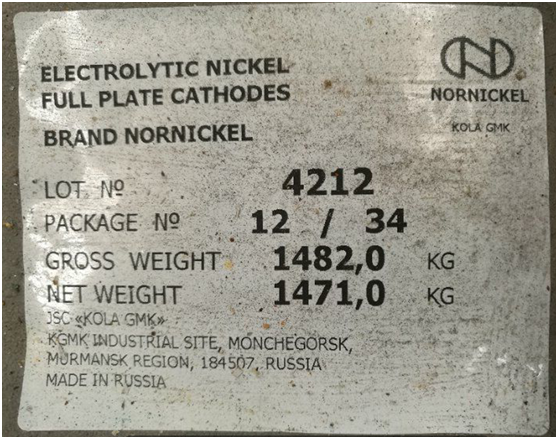 ELECTROLYTIC NICKEL
FULL PLATE CATHODES
BRAND NORNICKEL
NORNICKEL
KOLA GMK
LOT Nº 4212
PACKAGE Nº 12 / 34
GROSS WEIGHT 1482,0 KG
NET WEIGHT 1471,0 KG
JSC «KOLA GMK»
KGMK INDUSTRIAL SITE, MONCHEGORSK,
MURMANSK REGION, 184507, RUSSIA
MADE IN RUSSIA